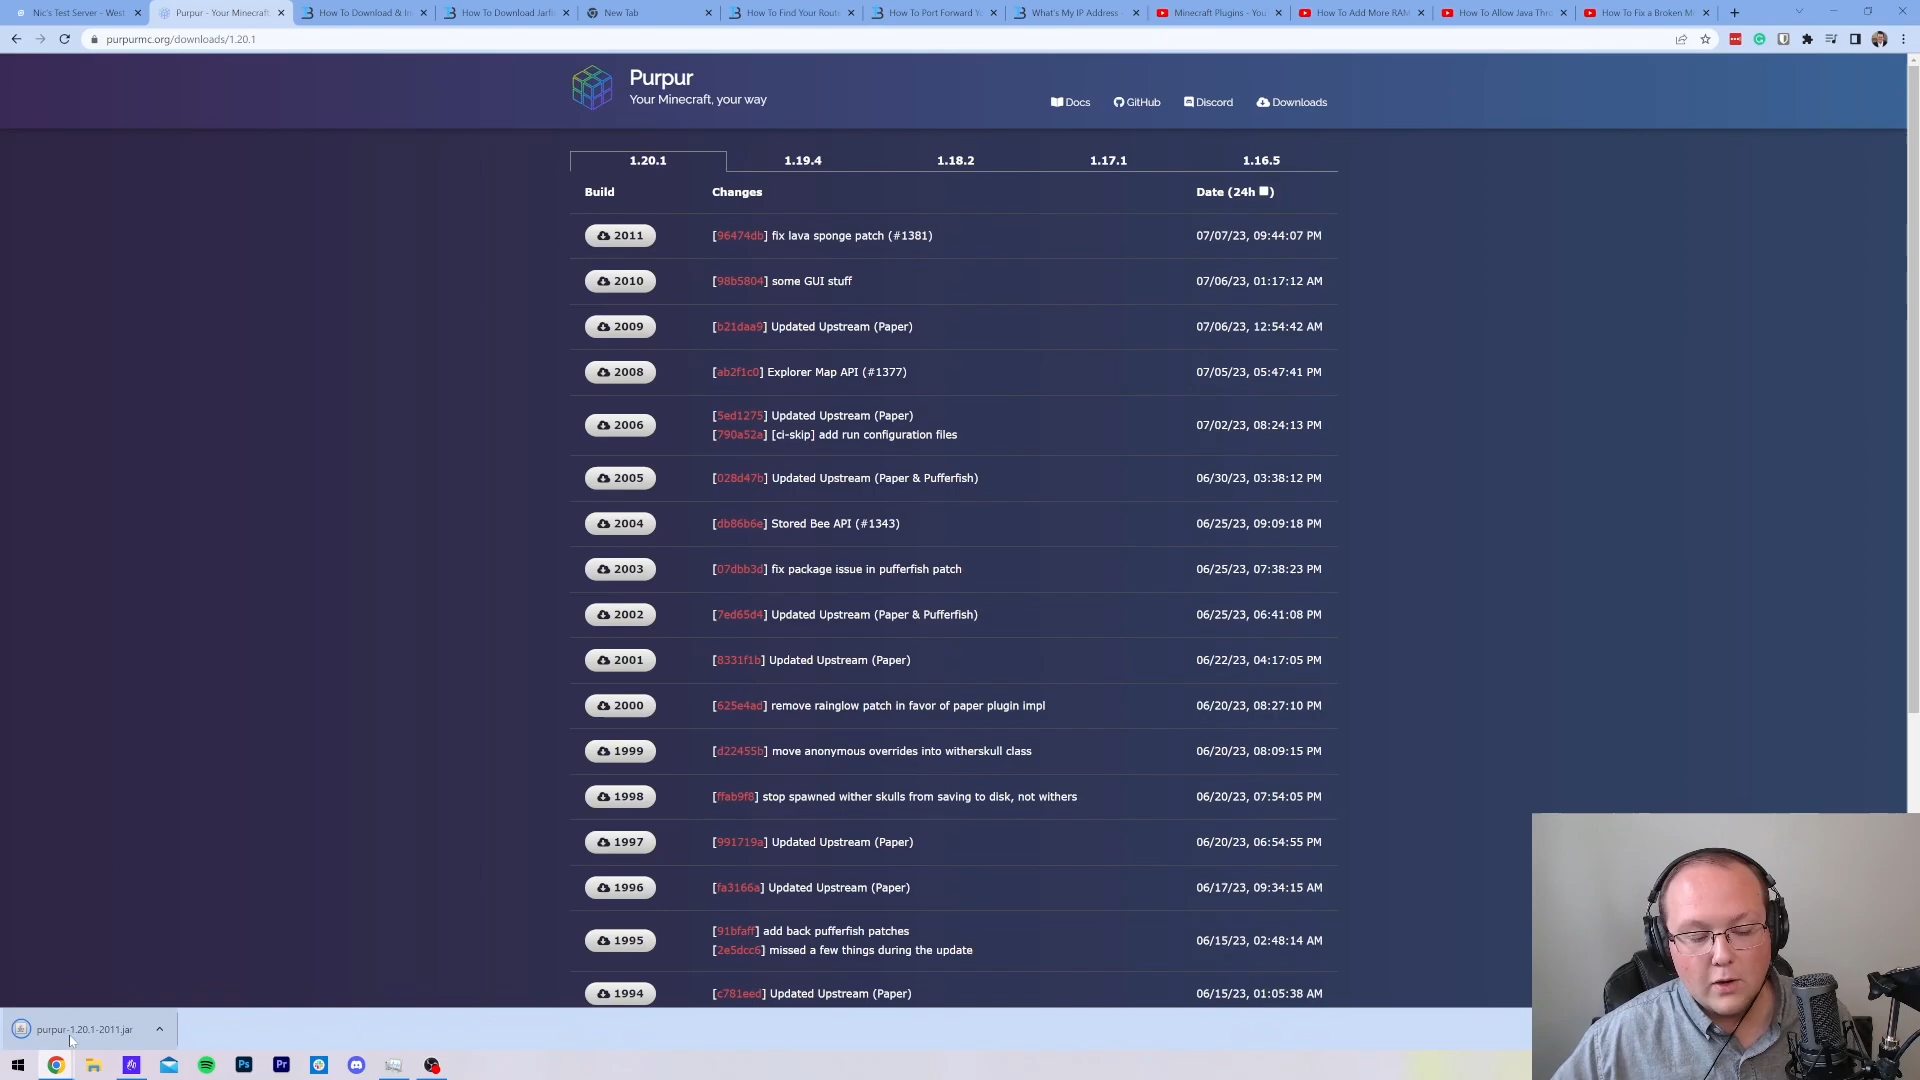 Nic's Test Server - West
Purpur - Your Minecraft
How To Download & In
How To Download Jarfil
New Tab
How To Find Your Route
How To Port Forward Y
What's My IP Address -
Minecraft Plugins - You
How To Add More RAM
How To Allow Java Thro
How To Fix a Broken Mi
purpurmc.org/downloads/1.20.1
Purpur
Your Minecraft, your way
Docs
GitHub
Discord
Downloads
1.20.1
1.19.4
1.18.2
1.17.1
1.16.5
Build
Changes
Date (24h )
2011
[96474db] fix lava sponge patch (#1381)
07/07/23, 09:44:07 PM
2010
[98b5804] some GUI stuff
07/06/23, 01:17:12 AM
2009
[b21daa9] Updated Upstream (Paper)
07/06/23, 12:54:42 AM
2008
[ab2f1c0] Explorer Map API (#1377)
07/05/23, 05:47:41 PM
2006
[5ed1275] Updated Upstream (Paper)
[790a52a] [ci-skip] add run configuration files
07/02/23, 08:24:13 PM
2005
[028d47b] Updated Upstream (Paper & Pufferfish)
06/30/23, 03:38:12 PM
2004
[db86b6e] Stored Bee API (#1343)
06/25/23, 09:09:18 PM
2003
[07dbb3d] fix package issue in pufferfish patch
06/25/23, 07:38:23 PM
2002
[7ed65d4] Updated Upstream (Paper & Pufferfish)
06/25/23, 06:41:08 PM
2001
[8331f1b] Updated Upstream (Paper)
06/22/23, 04:17:05 PM
2000
[625e4ad] remove rainglow patch in favor of paper plugin impl
06/20/23, 08:27:10 PM
1999
[d22455b] move anonymous overrides into witherskull class
06/20/23, 08:09:15 PM
1998
[ffab9f8] stop spawned wither skulls from saving to disk, not withers
06/20/23, 07:54:05 PM
1997
[991719a] Updated Upstream (Paper)
06/20/23, 06:54:55 PM
1996
[fa3166a] Updated Upstream (Paper)
06/17/23, 09:34:15 AM
1995
[91bfaff] add back pufferfish patches
[2e5dcc6] missed a few things during the update
06/15/23, 02:48:14 AM
1994
[c781eed] Updated Upstream (Paper)
06/15/23, 01:05:38 AM
purpur-1.20.1-2011.jar
Ps
Pr